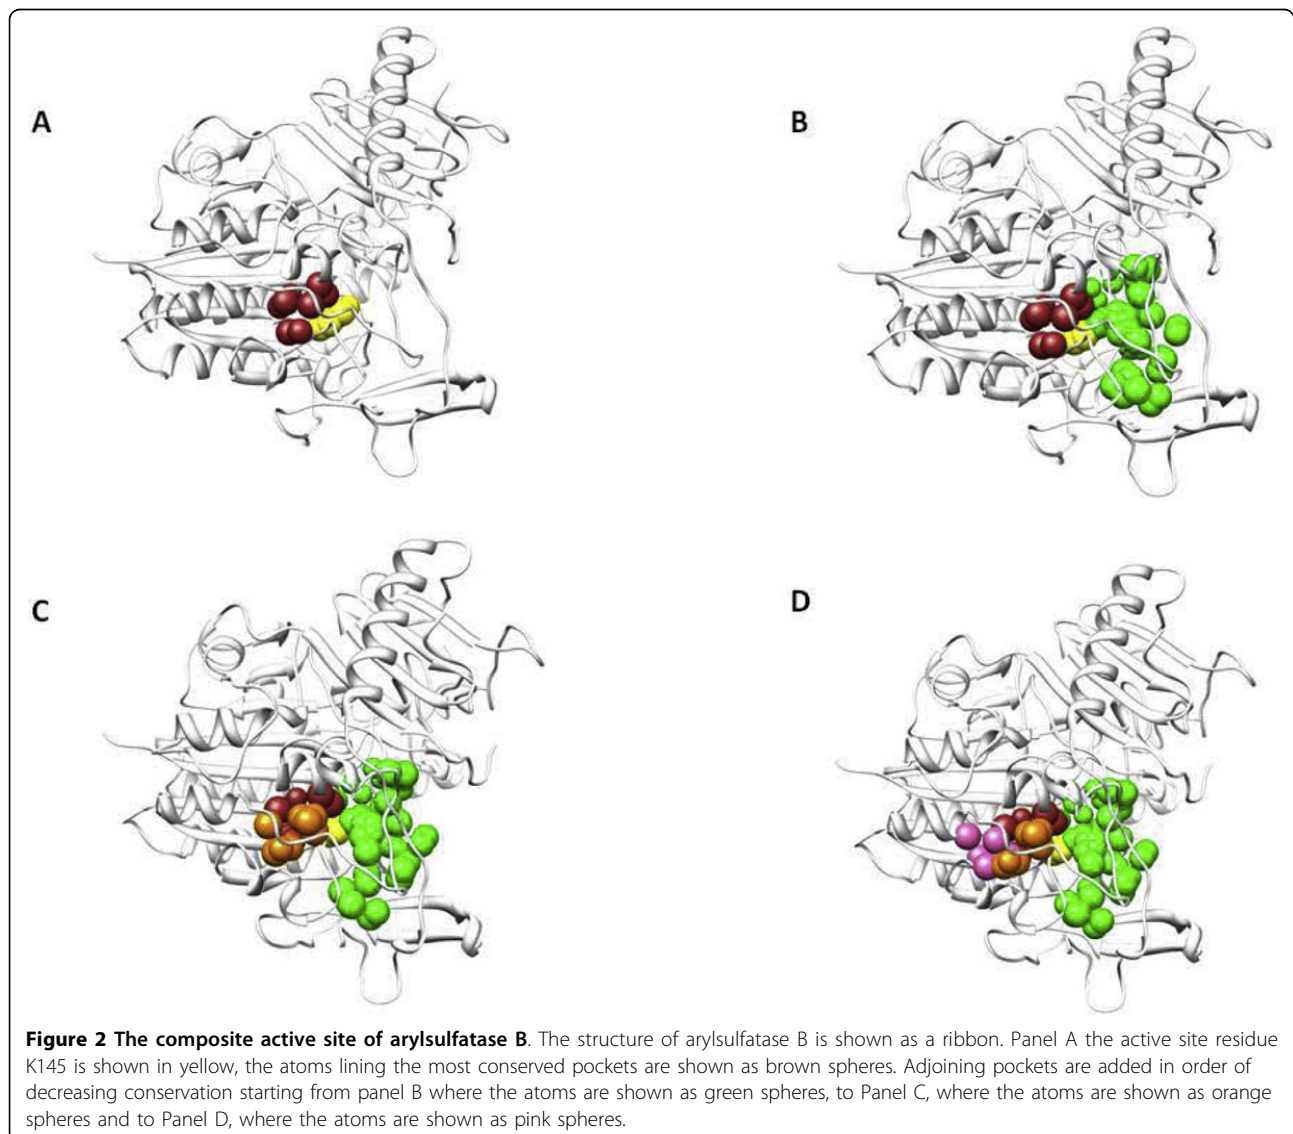 A
B
C
D
Figure 2 The composite active site of arylsulfatase B. The structure of arylsulfatase B is shown as a ribbon. Panel A the active site residue
K145 is shown in yellow, the atoms lining the most conserved pockets are shown as brown spheres. Adjoining pockets are added in order of
decreasing conservation starting from panel B where the atoms are shown as green spheres, to Panel C, where the atoms are shown as orange
spheres and to Panel D, where the atoms are shown as pink spheres.